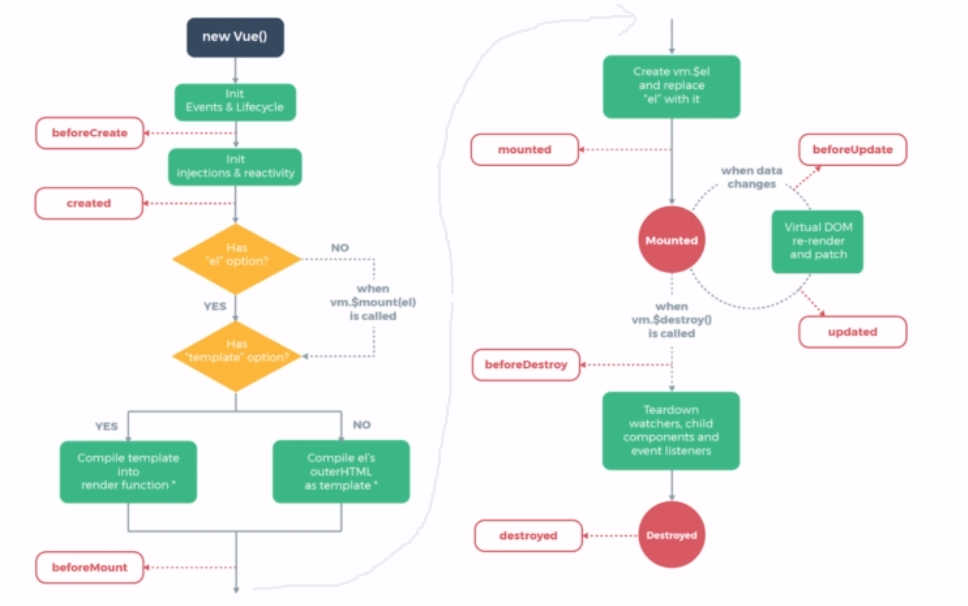 new Vue()
Init
Events & Lifecycle
beforeCreate
Init
injections & reactivity
created
Has
"el" option?
NO
when
vm.$mount(el)
is called
YES
Has
"template" option?
YES
NO
Compile template
into
render function *
Compile el's
outerHTML
as template *
beforeMount
Create vm.$el
and replace
"el" with it
mounted
beforeUpdate
when data
changes
Mounted
Virtual DOM
re-render
and patch
when
vm.$destroy()
is called
updated
beforeDestroy
Teardown
watchers, child
components and
event listeners
destroyed
Destroyed